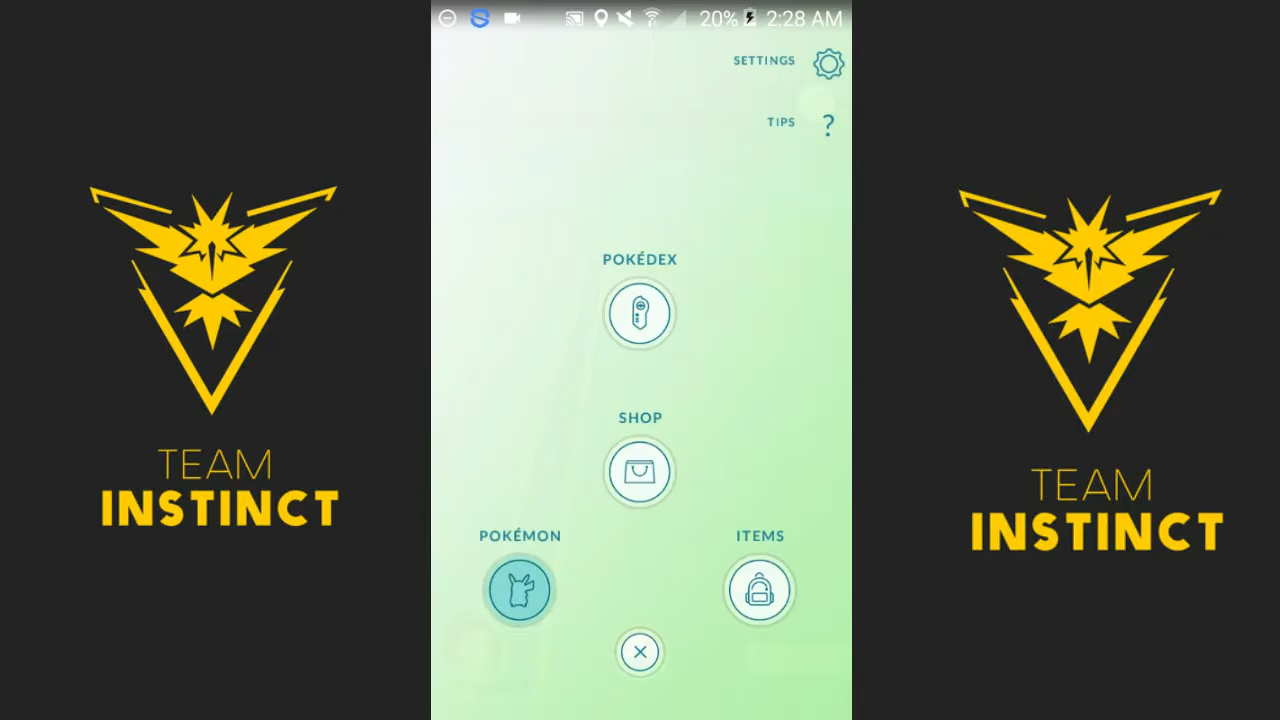 20% 2:28 AM
SETTINGS
TIPS ?
POKÉDEX
SHOP
POKÉMON
ITEMS
TEAM
INSTINCT
TEAM
INSTINCT